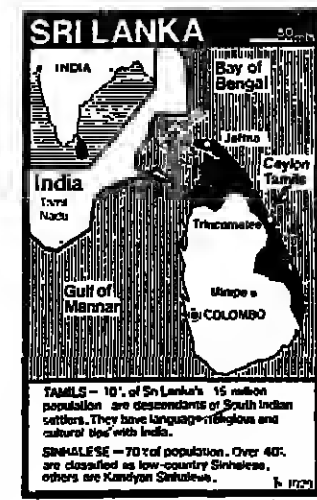 SRI LANKA
INDIA
Bay of
Bengal
Jaffna
Ceylon
Tamils
India
Tamil
Nadu
Trincomalee
Gulf of
Mannar
COLOMBO
TAMILS — 10% of Sri Lanka's 15 million
population are descendants of South Indian
settlers. They have language, religious and
cultural ties with India.
SINHALESE — 70% of population. Over 40%
are classified as low-country Sinhalese,
others are Kandyan Sinhalese.